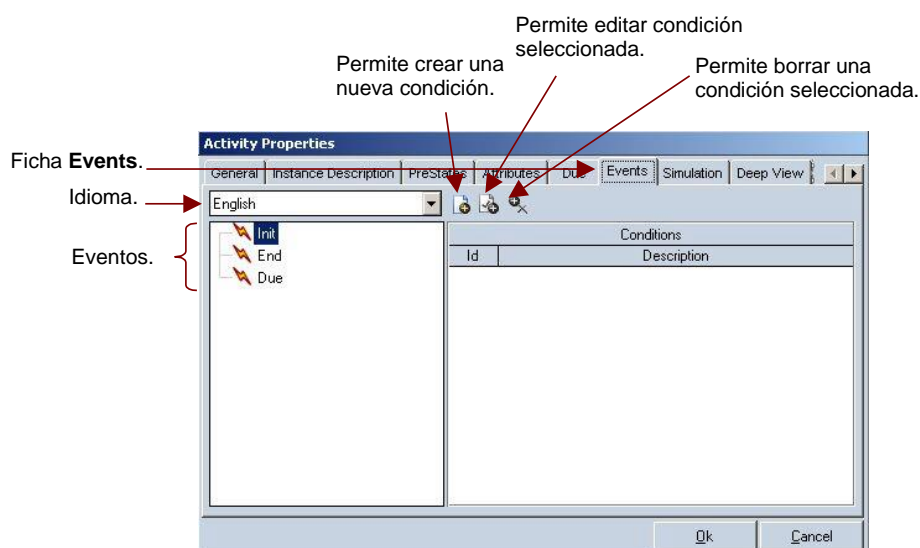 Permite editar condición
seleccionada.
Permite crear una
nueva condición.
Permite borrar una
condición seleccionada.
Activity Properties
Ficha Events.
General Instance Description PreStates Attributes Due Events Simulation Deep View
Idioma.
English
Eventos.
Init
End
Due
Conditions
Id Description
Ok Cancel